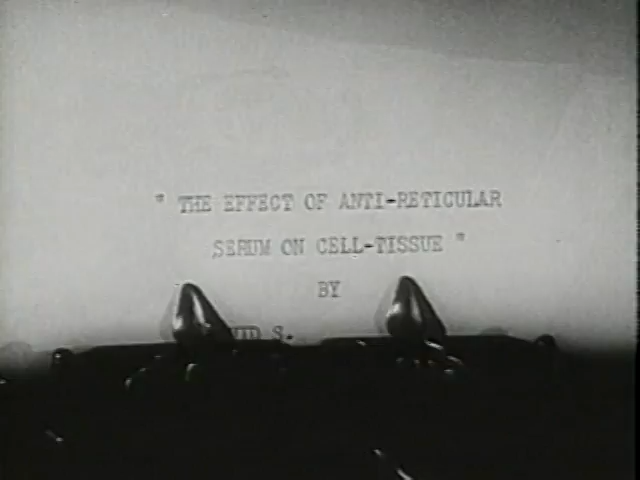 " THE EFFECT OF ANTI-RETICULAR
SERUM ON CELL-TISSUE "
BY
S.